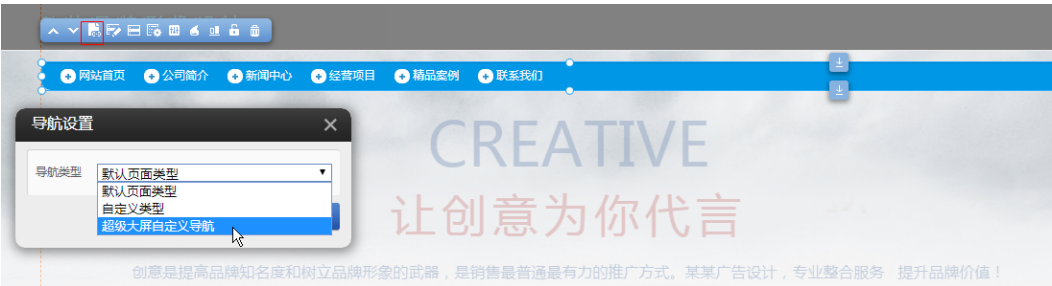 网站首页 公司简介 新闻中心 经营项目 精品案例 联系我们
导航设置
导航类型 默认页面类型
默认页面类型
自定义类型
超级大屏自定义导航
CREATIVE
让创意为你代言
创意是提高品牌知名度和树立品牌形象的武器，是销售最普通最有力的推广方式。某某广告设计，专业整合服务 提升品牌价值！